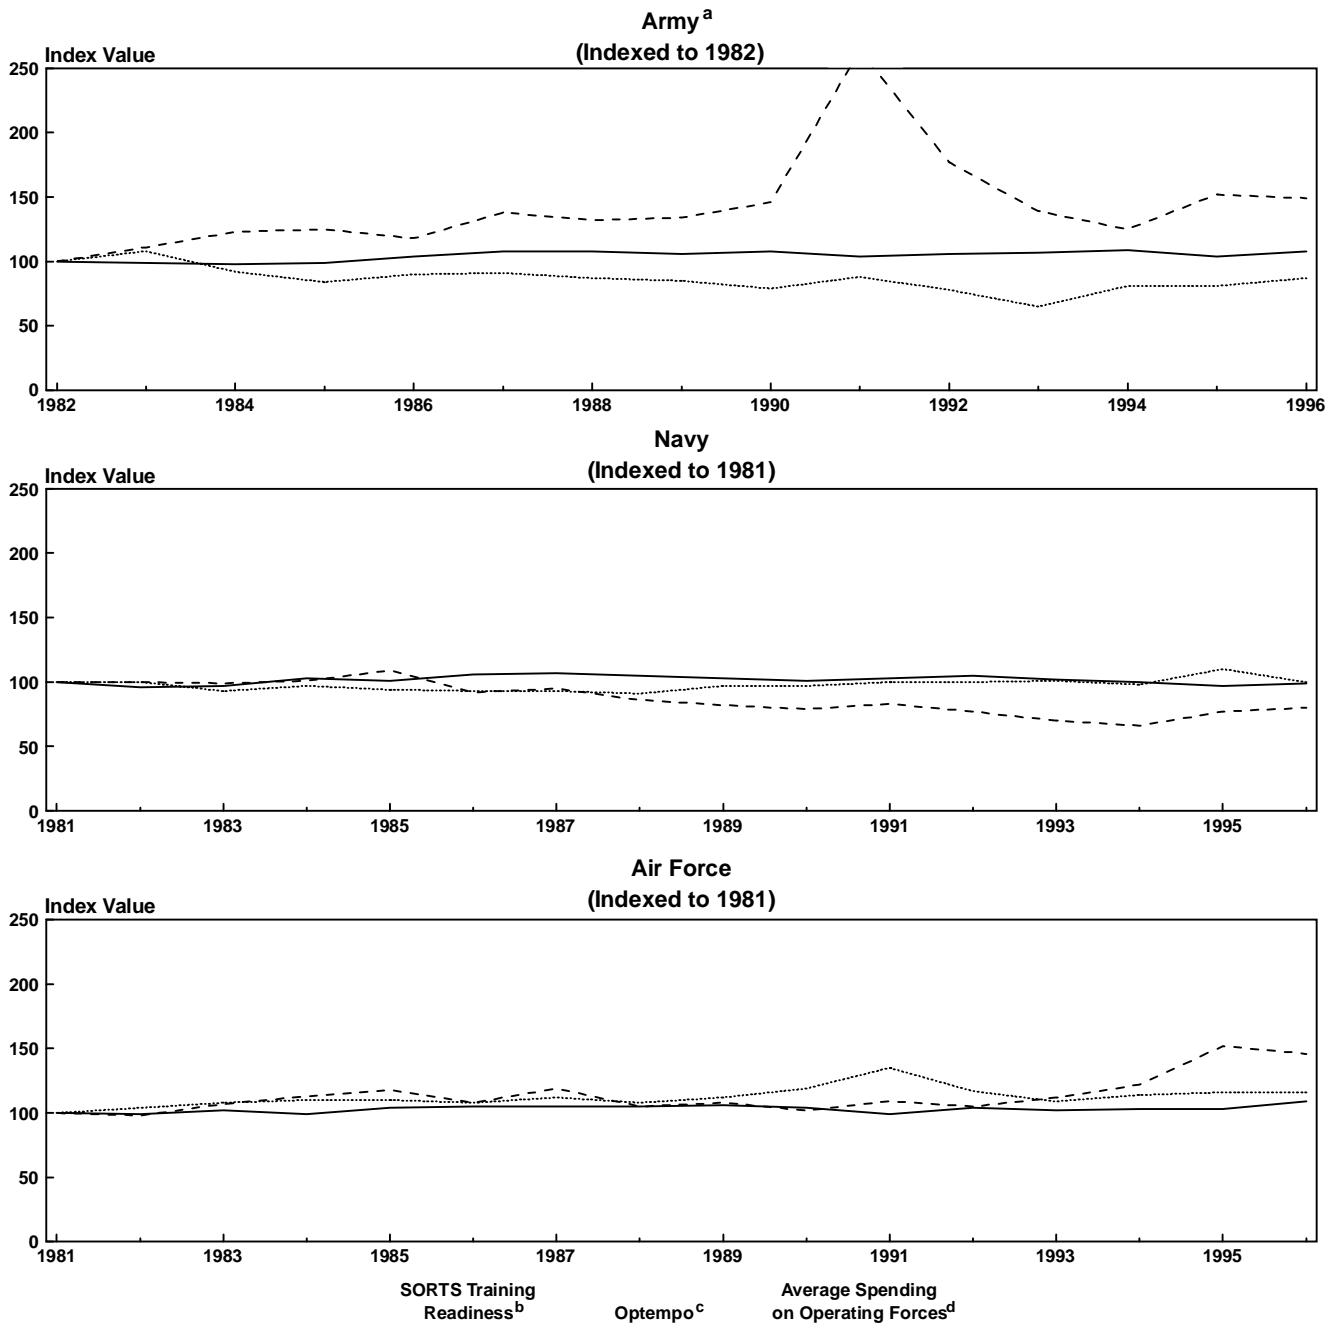 Army a
(Indexed to 1982)
Index Value
250
200
150
100
50
0
1982 1984 1986 1988 1990 1992 1994 1996
Navy
(Indexed to 1981)
Index Value
250
200
150
100
50
0
1981 1983 1985 1987 1989 1991 1993 1995
Air Force
(Indexed to 1981)
Index Value
250
200
150
100
50
0
1981 1983 1985 1987 1989 1991 1993 1995
SORTS Training
Readiness b
Optempo c
Average Spending
on Operating Forces d